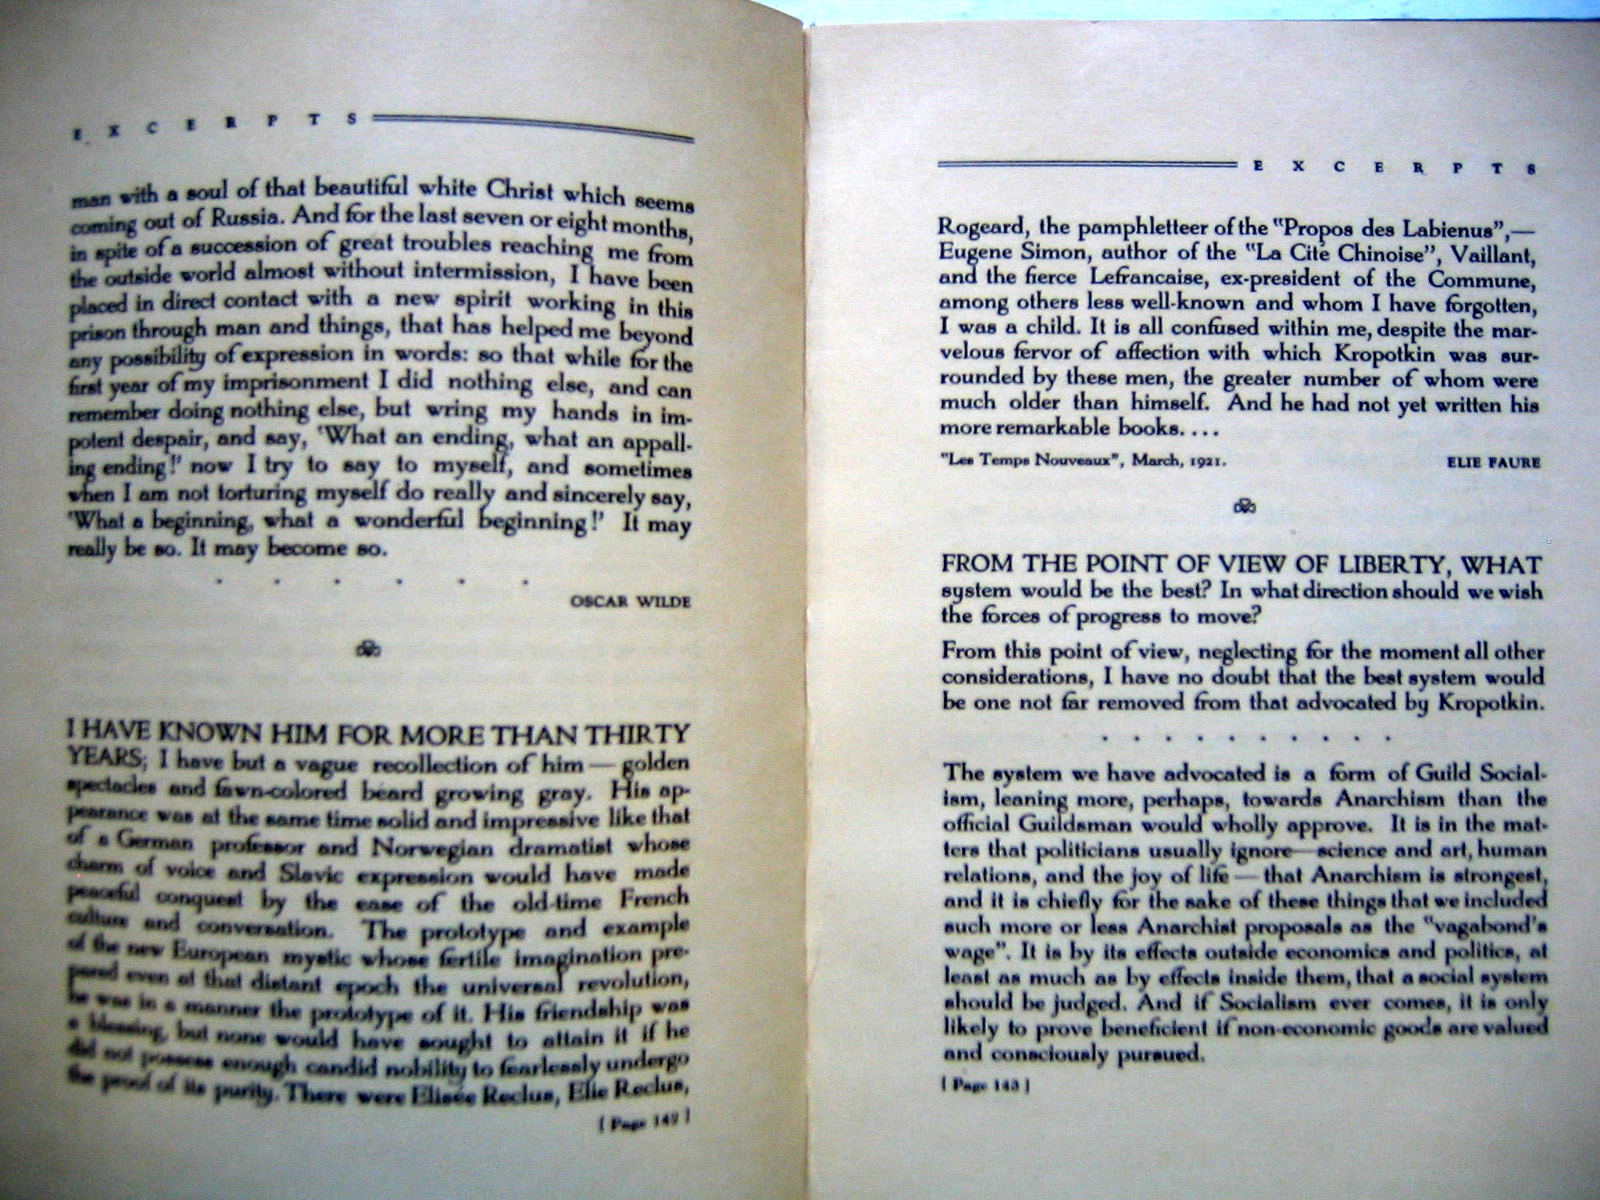 EXCERPTS
man with a soul of that beautiful white Christ which seems
coming out of Russia. And for the last seven or eight months,
in spite of a succession of great troubles reaching me from
the outside world almost without intermission, I have been
placed in direct contact with a new spirit working in this
prison through man and things, that has helped me beyond
any possibility of expression in words: so that while for the
first year of my imprisonment I did nothing else, and can
remember doing nothing else, but wring my hands in im-
potent despair, and say, 'What an ending, what an appall-
ing ending!' now I try to say to myself, and sometimes
when I am not torturing myself do really and sincerely say,
'What a beginning, what a wonderful beginning!' It may
really be so. It may become so.
. . . . . .
OSCAR WILDE
I HAVE KNOWN HIM FOR MORE THAN THIRTY
YEARS; I have but a vague recollection of him — golden
spectacles and fawn-colored beard growing gray. His ap-
pearance was at the same time solid and impressive like that
of a German professor and Norwegian dramatist whose
charm of voice and Slavic expression would have made
peaceful conquest by the ease of the old-time French
culture and conversation. The prototype and example
of the new European mystic whose fertile imagination pre-
pared even at that distant epoch the universal revolution,
he was in a manner the prototype of it. His friendship was
a blessing, but none would have sought to attain it if he
did not possess enough candid nobility to fearlessly undergo
the proof of its purity. There were Elisée Reclus, Elie Reclus,
[ Page 142 ]
EXCERPTS
Rogeard, the pamphletteer of the "Propos des Labienus",—
Eugene Simon, author of the "La Cité Chinoise", Vaillant,
and the fierce Lefrancaise, ex-president of the Commune,
among others less well-known and whom I have forgotten,
I was a child. It is all confused within me, despite the mar-
velous fervor of affection with which Kropotkin was sur-
rounded by these men, the greater number of whom were
much older than himself. And he had not yet written his
more remarkable books. . . .
"Les Temps Nouveaux", March, 1921. ELIE FAURE
FROM THE POINT OF VIEW OF LIBERTY, WHAT
system would be the best? In what direction should we wish
the forces of progress to move?
From this point of view, neglecting for the moment all other
considerations, I have no doubt that the best system would
be one not far removed from that advocated by Kropotkin.
. . . . . . . . . .
The system we have advocated is a form of Guild Social-
ism, leaning more, perhaps, towards Anarchism than the
official Guildsman would wholly approve. It is in the mat-
ters that politicians usually ignore—science and art, human
relations, and the joy of life — that Anarchism is strongest,
and it is chiefly for the sake of these things that we included
such more or less Anarchist proposals as the "vagabond's
wage". It is by its effects outside economics and politics, at
least as much as by effects inside them, that a social system
should be judged. And if Socialism ever comes, it is only
likely to prove beneficient if non-economic goods are valued
and consciously pursued.
[ Page 143 ]